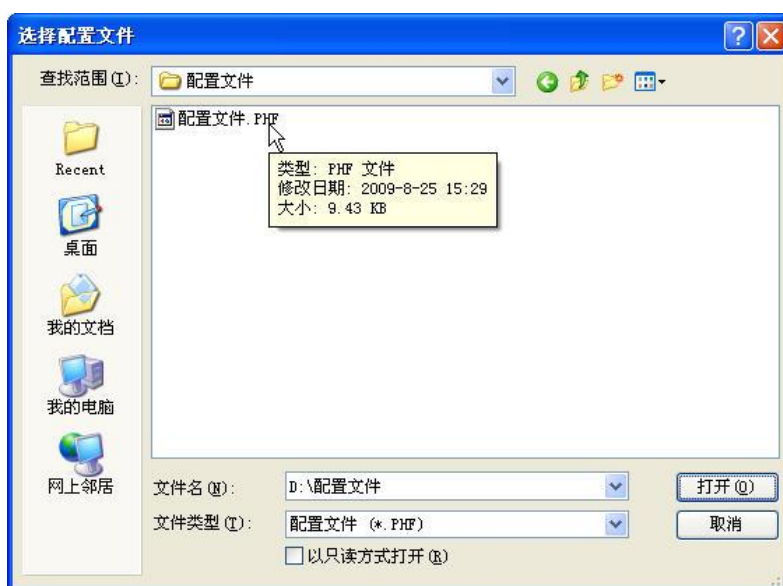 选择配置文件
查找范围(I):
配置文件
配置文件.PHF
类型: PHF 文件
修改日期: 2009-8-25 15:29
大小: 9.43 KB
Recent
桌面
我的文档
我的电脑
网上邻居
文件名(N):
D:\配置文件
打开(O)
文件类型(T):
配置文件 (*.PHF)
取消
以只读方式打开(R)